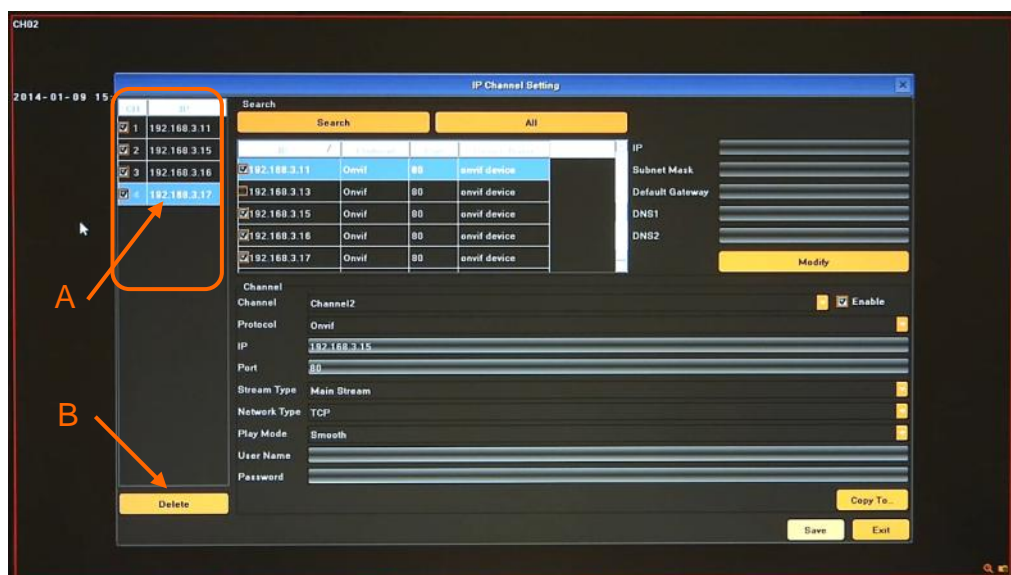 CH02
2014-01-09 15:
IP Channel Setting
CH IP
1 192.168.3.11
2 192.168.3.15
3 192.168.3.16
4 192.168.3.17
A
B
Delete
Search
Search All
IP /
192.168.3.11 Onvif 80 onvif device
192.168.3.13 Onvif 80 onvif device
192.168.3.15 Onvif 80 onvif device
192.168.3.16 Onvif 80 onvif device
192.168.3.17 Onvif 80 onvif device
IP
Subnet Mask
Default Gateway
DNS1
DNS2
Modify
Channel
Channel Channel2 Enable
Protocol Onvif
IP 192.168.3.15
Port 80
Stream Type Main Stream
Network Type TCP
Play Mode Smooth
User Name
Password
Copy To...
Save Exit